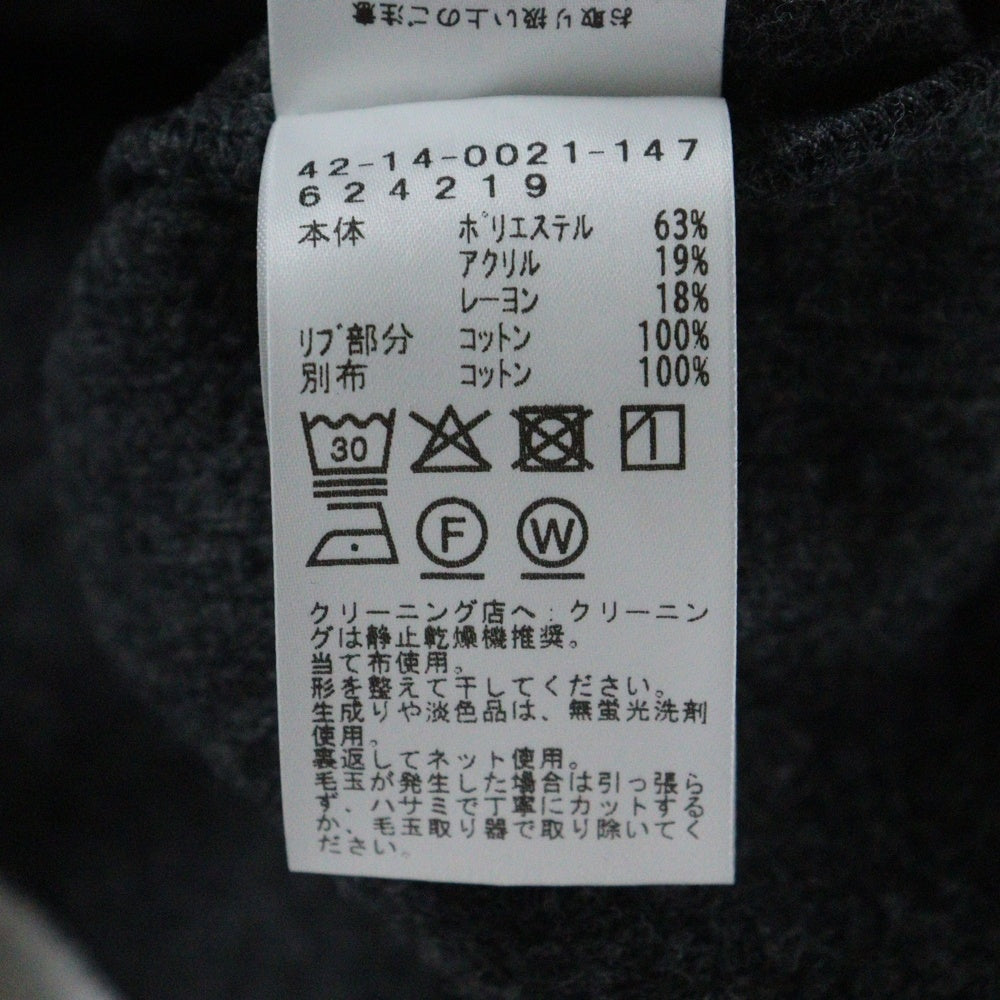 お取り扱い上のご注意
42-14-0021-147
624219
本体 ポリエステル 63%
アクリル 19%
レーヨン 18%
リブ部分 コットン 100%
別布 コットン 100%
30
F W
クリーニング店へ:クリーニン
グは静止乾燥機推奨。
当て布使用。
形を整えて干してください。
生成りや淡色品は、無蛍光洗剤
使用。
裏返してネット使用。
毛玉が発生した場合は引っ張ら
ず、ハサミで丁寧にカットする
か、毛玉取り器で取り除いてく
ださい。